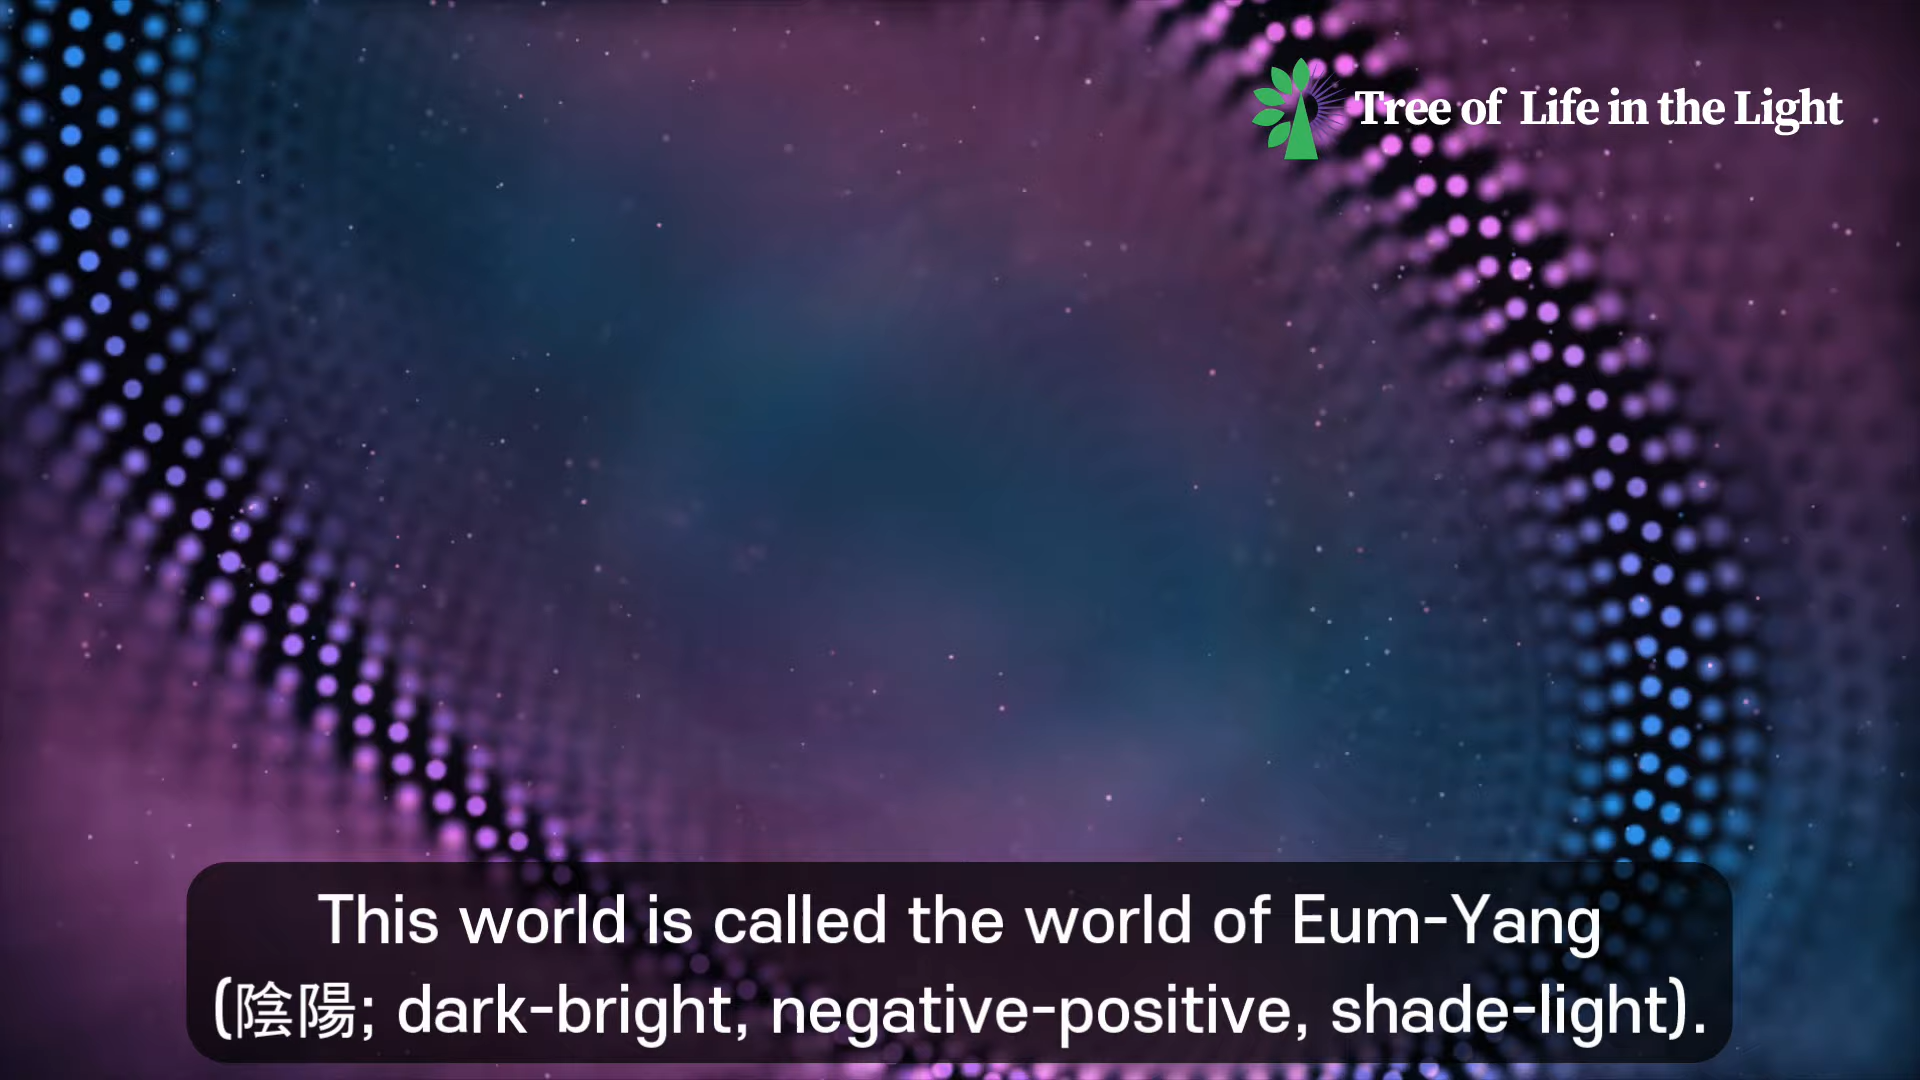 Tree of Life in the Light
This world is called the world of Eum-Yang
(陰陽; dark-bright, negative-positive, shade-light).